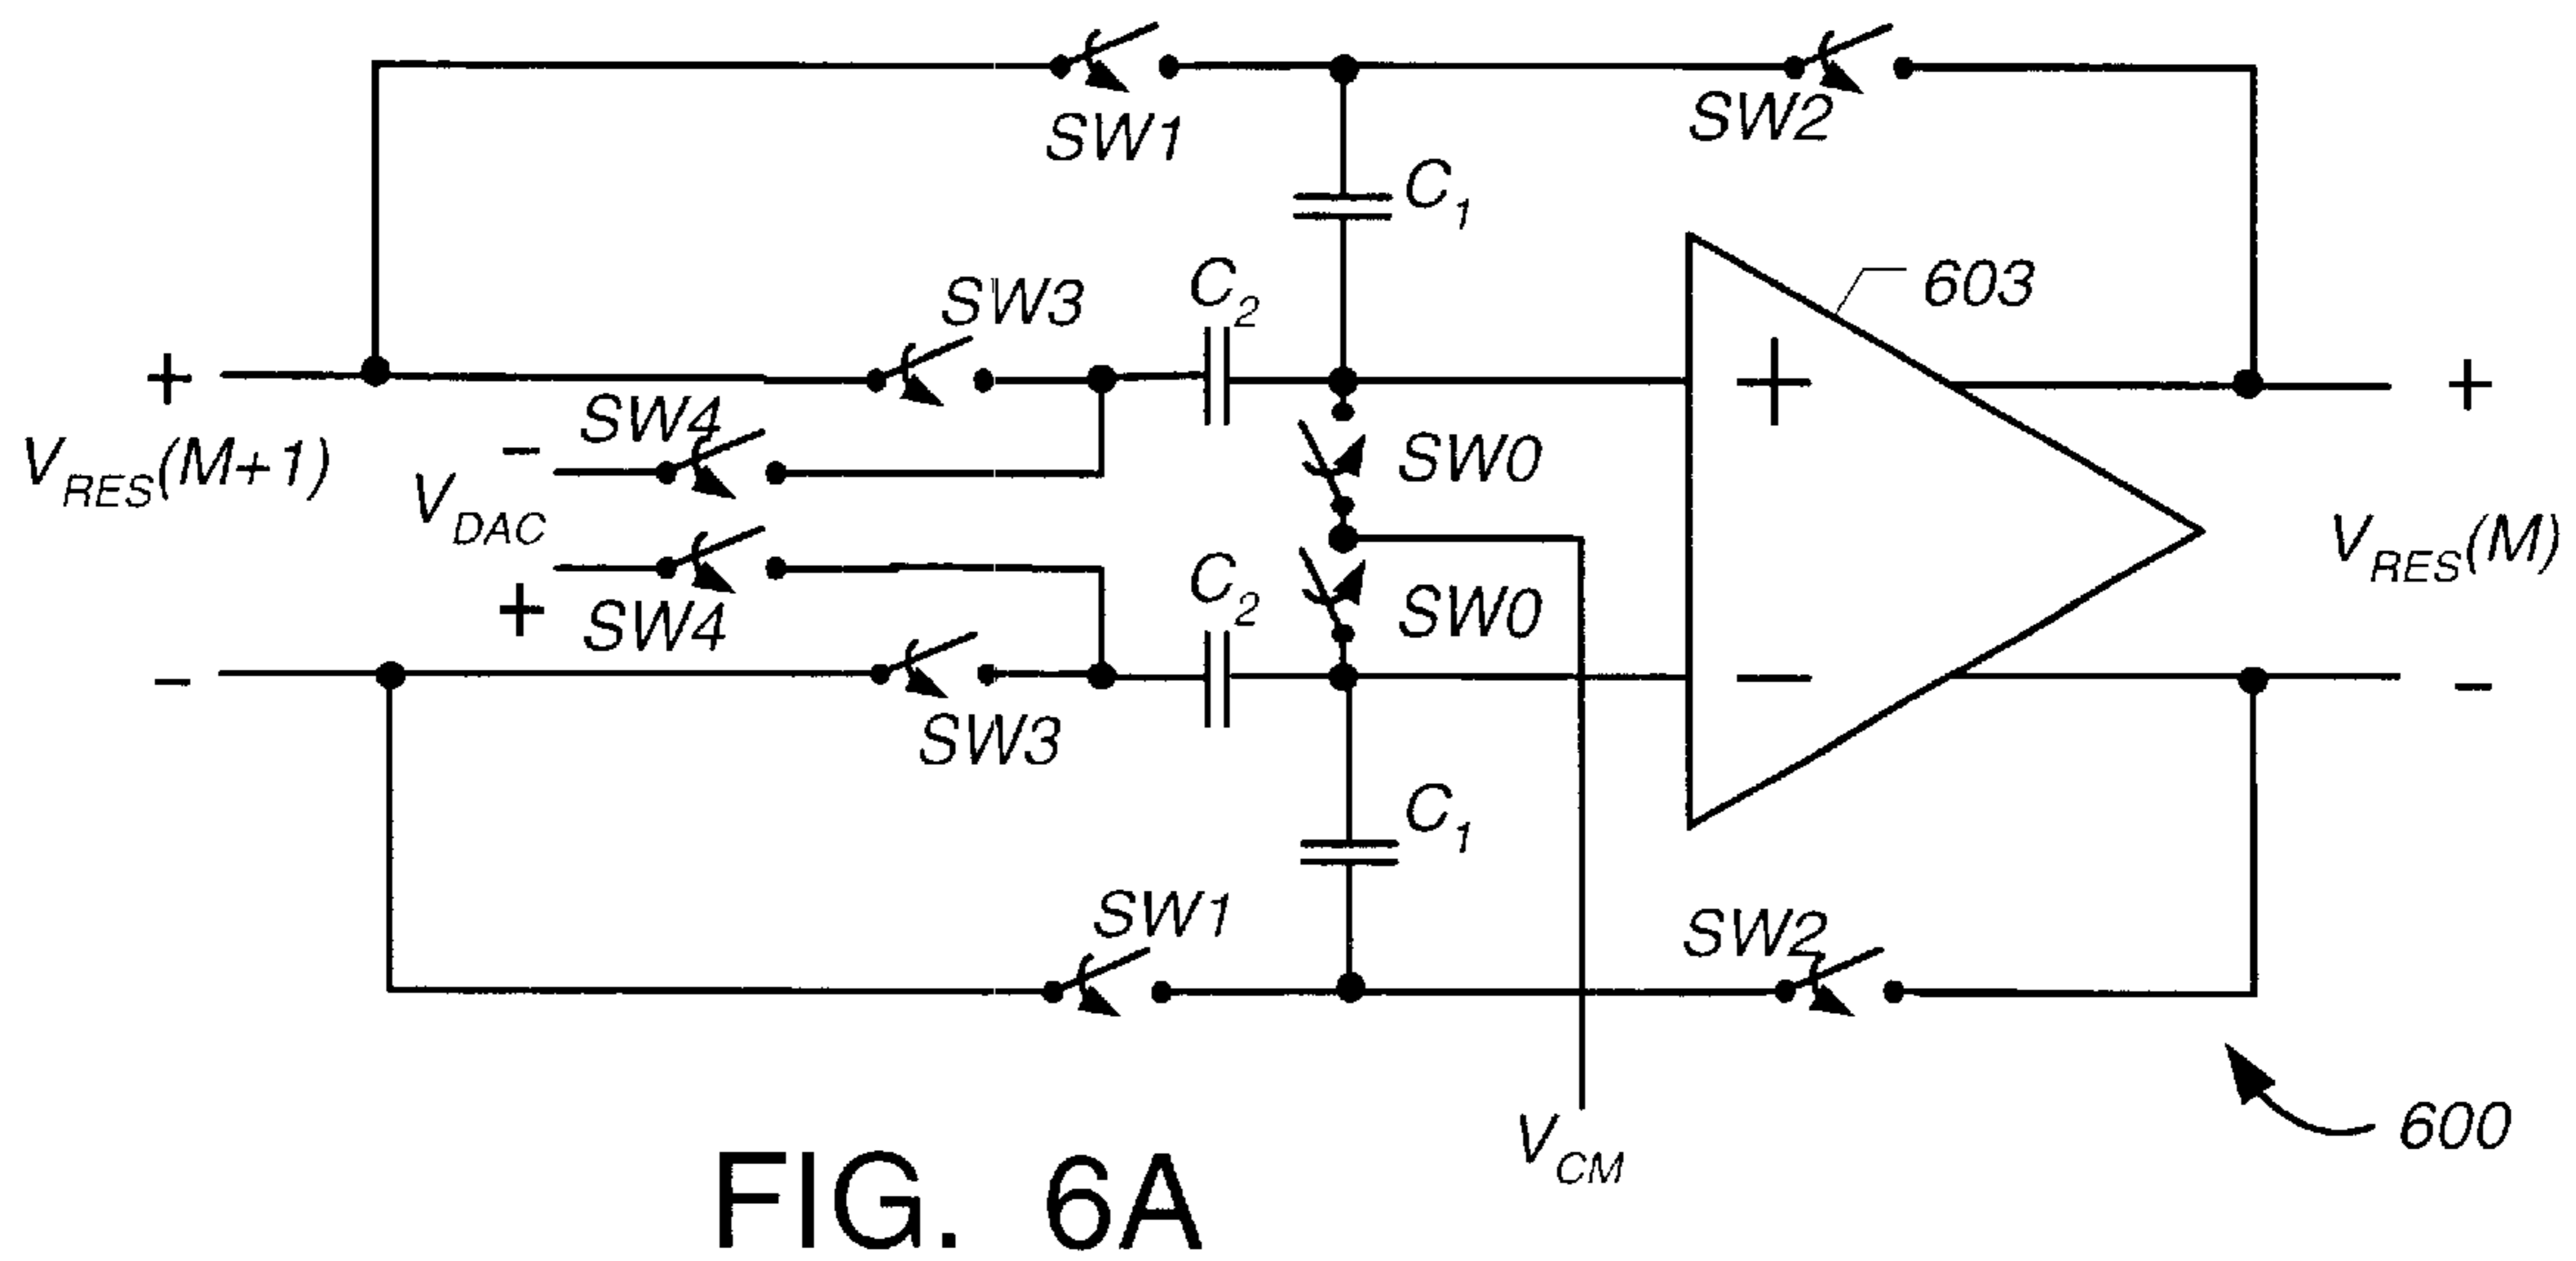 SW1
SW2
C1
C2
603
SW3
+
+
+
SW4
−
SW0
VRES(M+1)
VDAC
VRES(M)
C2
SW0
+
SW4
−
−
−
SW3
C1
SW1
SW2
600
VCM
FIG. 6A